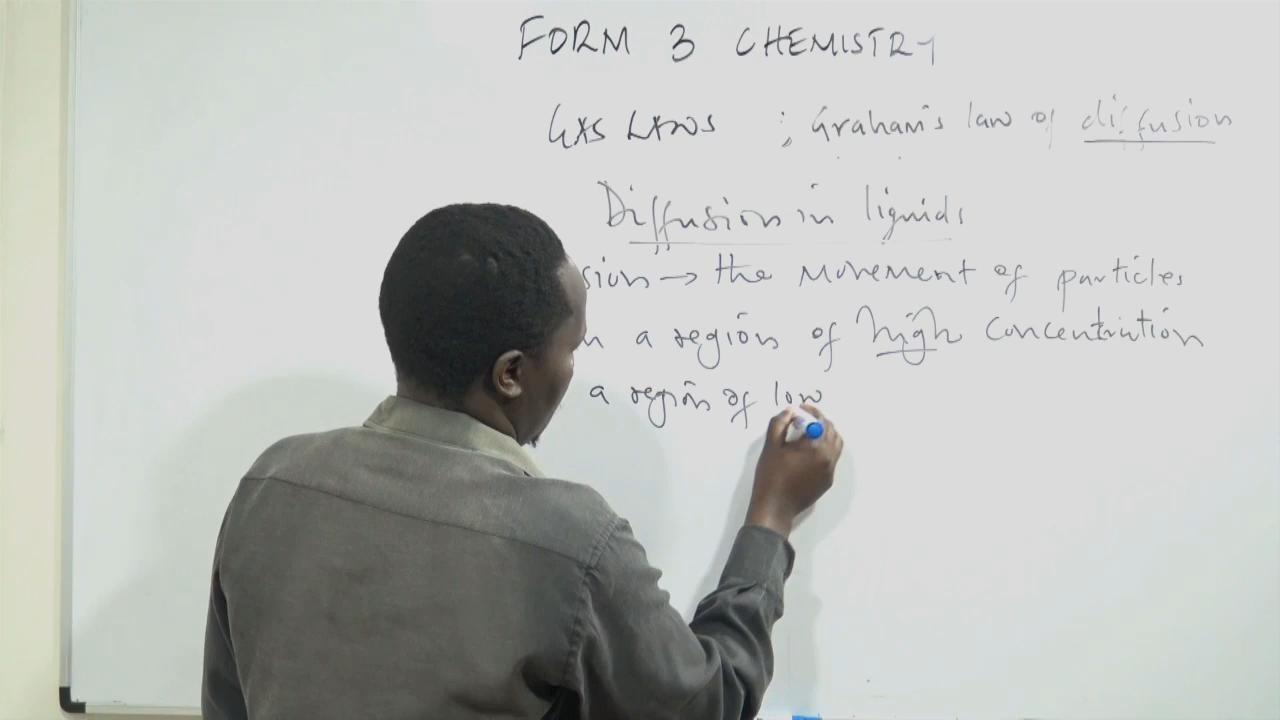 FORM 3 CHEMISTRY
GAS LAWS ; Graham's law of diffusion
Diffusion in liquids
sion → the movement of particles
a region of high concentration
a region of low